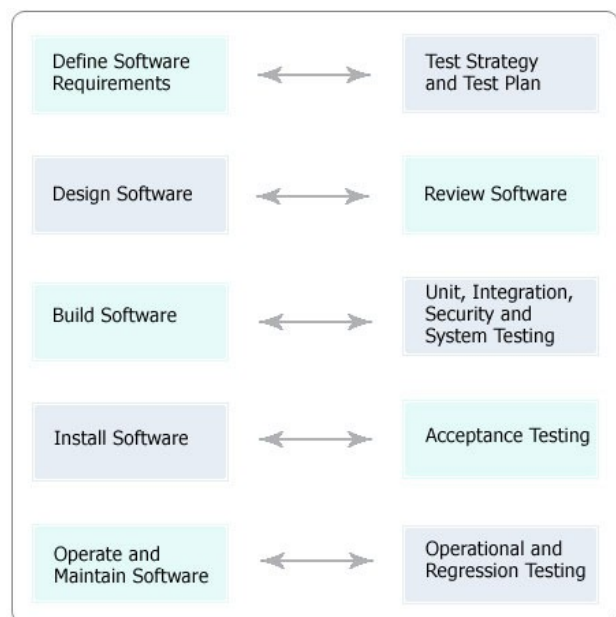 Define Software
Requirements
Test Strategy
and Test Plan
Design Software
Review Software
Build Software
Unit, Integration,
Security and
System Testing
Install Software
Acceptance Testing
Operate and
Maintain Software
Operational and
Regression Testing